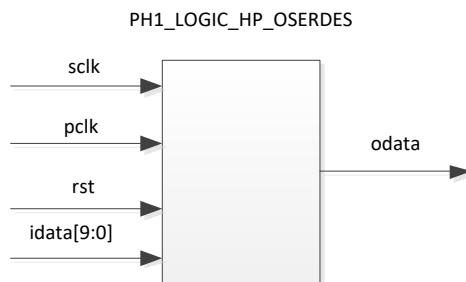 PH1_LOGIC_HP_OSERDES
sclk
pclk
odata
rst
idata[9:0]